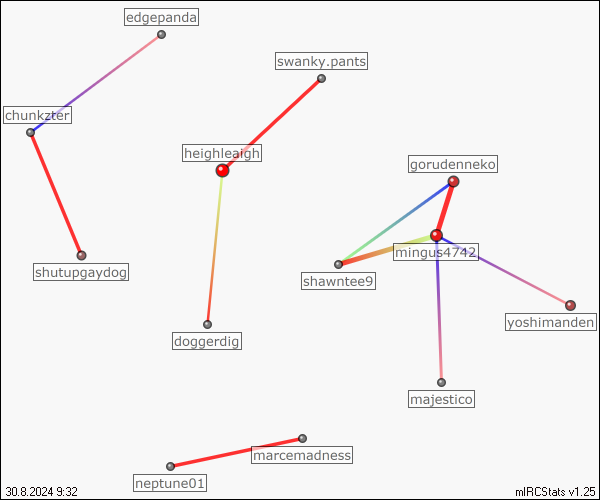 edgepanda
swanky.pants
chunkzter
heighleaigh
gorudenneko
mingus4742
shutupgaydog
shawntee9
yoshimanden
doggerdig
majestico
marcemadness
neptune01
30.8.2024 9:32
mIRCStats v1.25